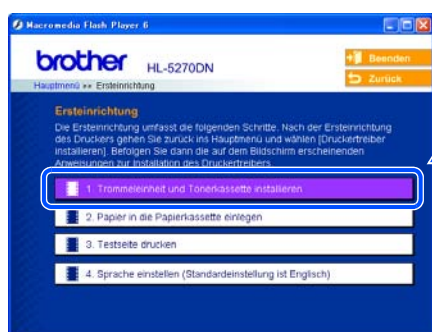 Macromedia Flash Player 6
brother HL-5270DN
Beenden
Zurück
Hauptmenü »» Ersteinrichtung
Ersteinrichtung
Die Ersteinrichtung umfasst die folgenden Schritte. Nach der Ersteinrichtung
des Druckers gehen Sie zurück ins Hauptmenü und wählen [Druckertreiber
installieren]. Befolgen Sie dann die auf dem Bildschirm erscheinenden
Anweisungen zur Installation des Druckertreibers.
1. Trommeleinheit und Tonerkassette installieren
2. Papier in die Papierkassette einlegen
3. Testseite drucken
4. Sprache einstellen (Standardeinstellung ist Englisch)